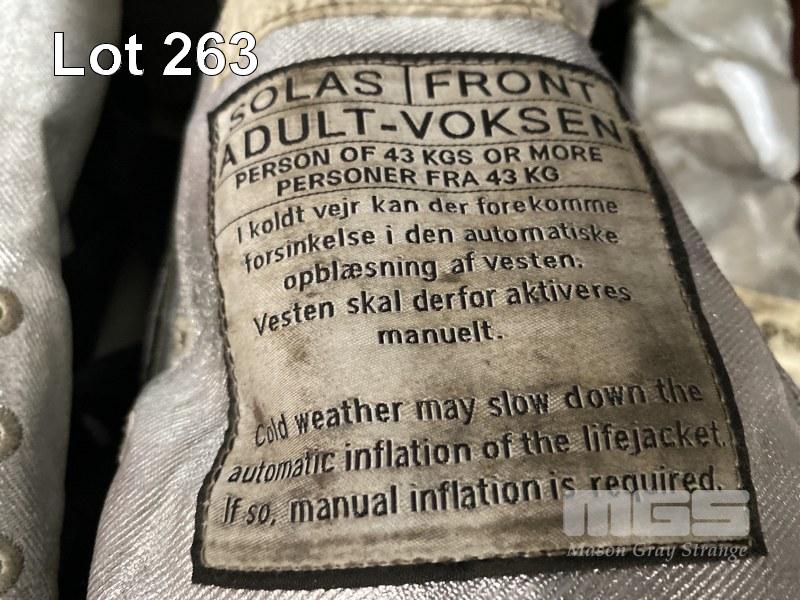 Lot 263
SOLAS | FRONT
ADULT-VOKSEN
PERSON OF 43 KGS OR MORE
PERSONER FRA 43 KG
I koldt vejr kan der forekomme
forsinkelse i den automatiske
opblæsning af vesten.
Vesten skal derfor aktiveres
manuelt.
Cold weather may slow down the
automatic inflation of the lifejacket.
If so, manual inflation is required.
MGS
Mason Gray Strange